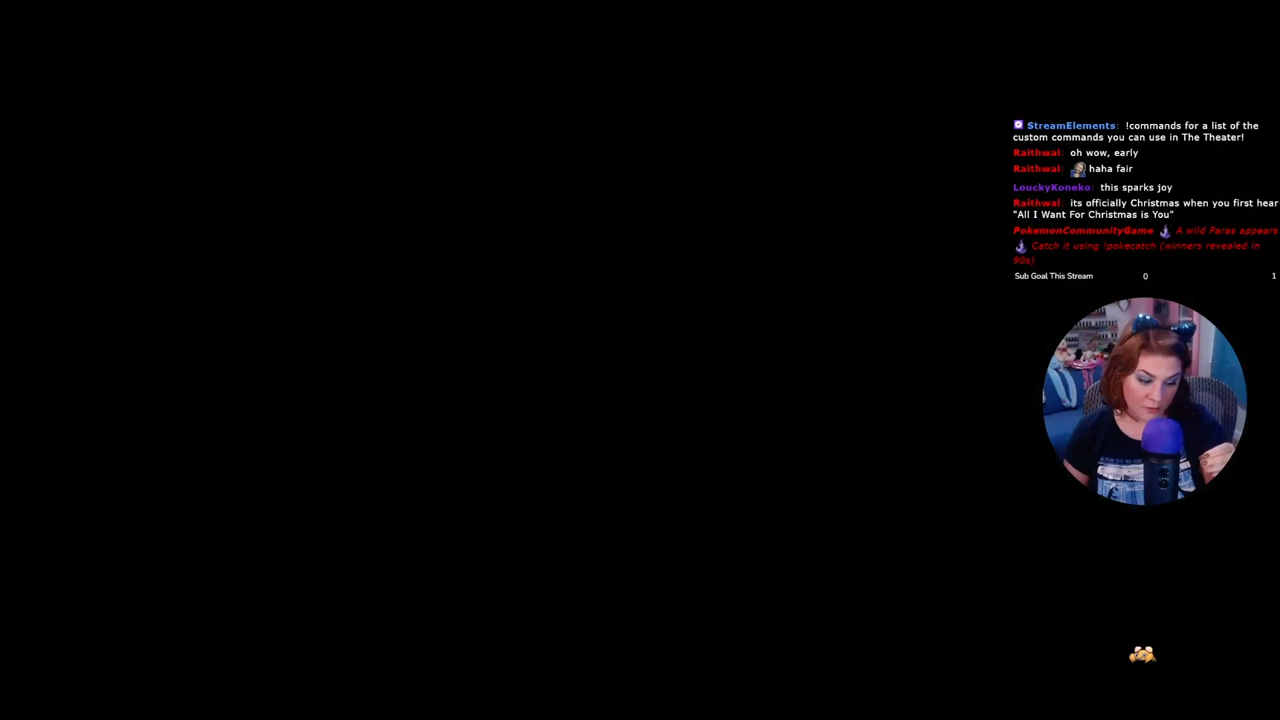 StreamElements: !commands for a list of the
custom commands you can use in The Theater!
Raithwal: oh wow, early
Raithwal: haha fair
LouckyKoneko: this sparks joy
Raithwal: its officially Christmas when you first hear
"All I Want For Christmas is You"
PokemonCommunityGame A wild Paras appears
Catch it using !pokecatch (winners revealed in
90s)
Sub Goal This Stream 0 1